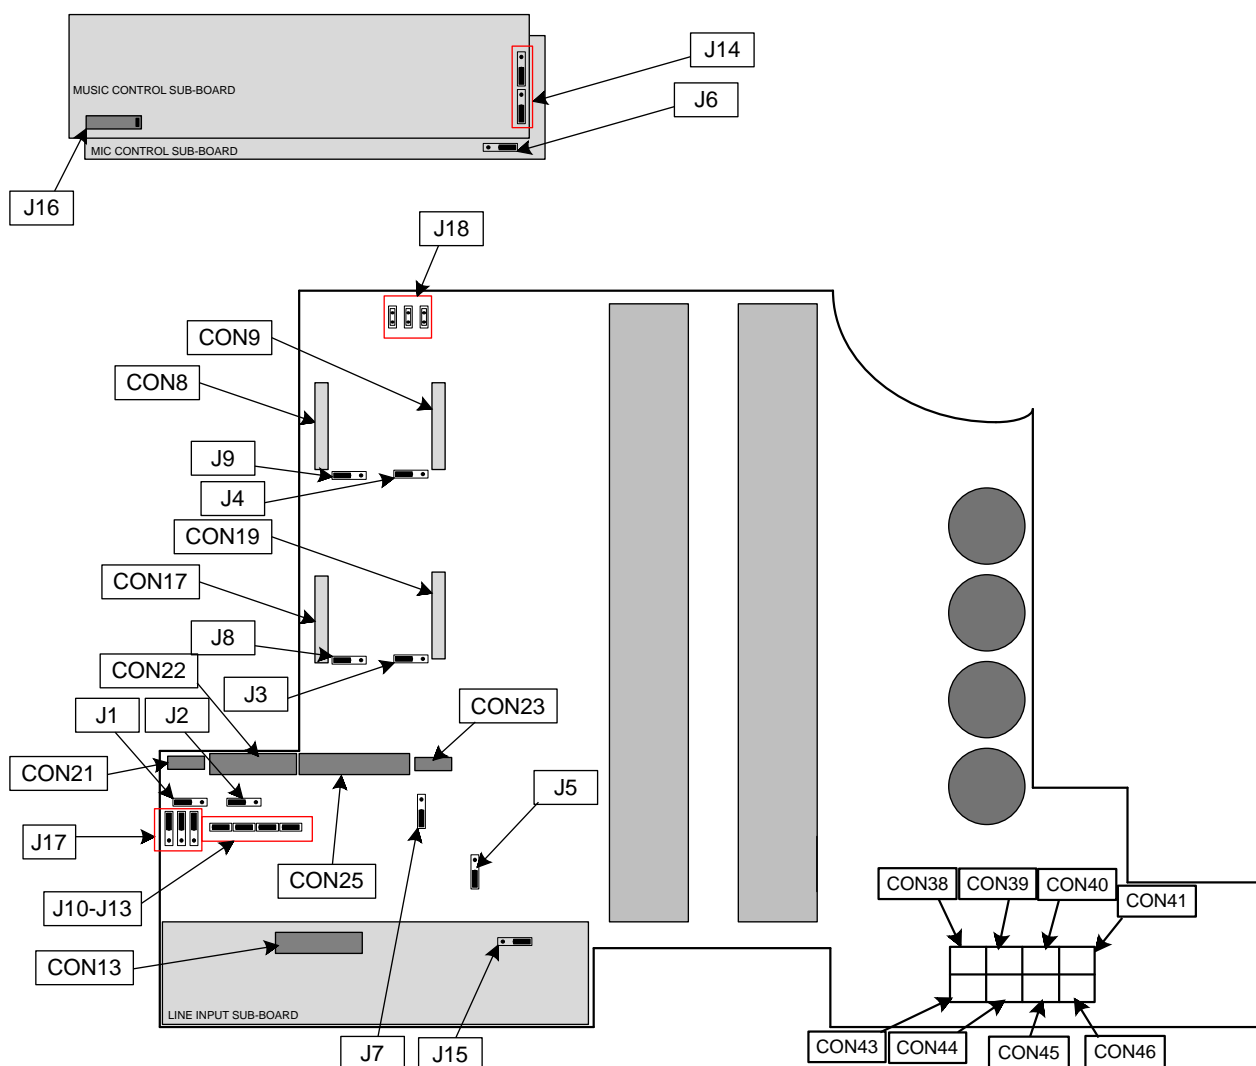 J14
MUSIC CONTROL SUB-BOARD
J6
MIC CONTROL SUB-BOARD
J16
J18
CON9
CON8
J9
J4
CON19
CON17
J8
CON22
J3
J1
J2
CON23
CON21
J5
J17
CON25
CON38
CON39
CON40
CON41
J10-J13
CON13
LINE INPUT SUB-BOARD
J7
J15
CON43
CON44
CON45
CON46